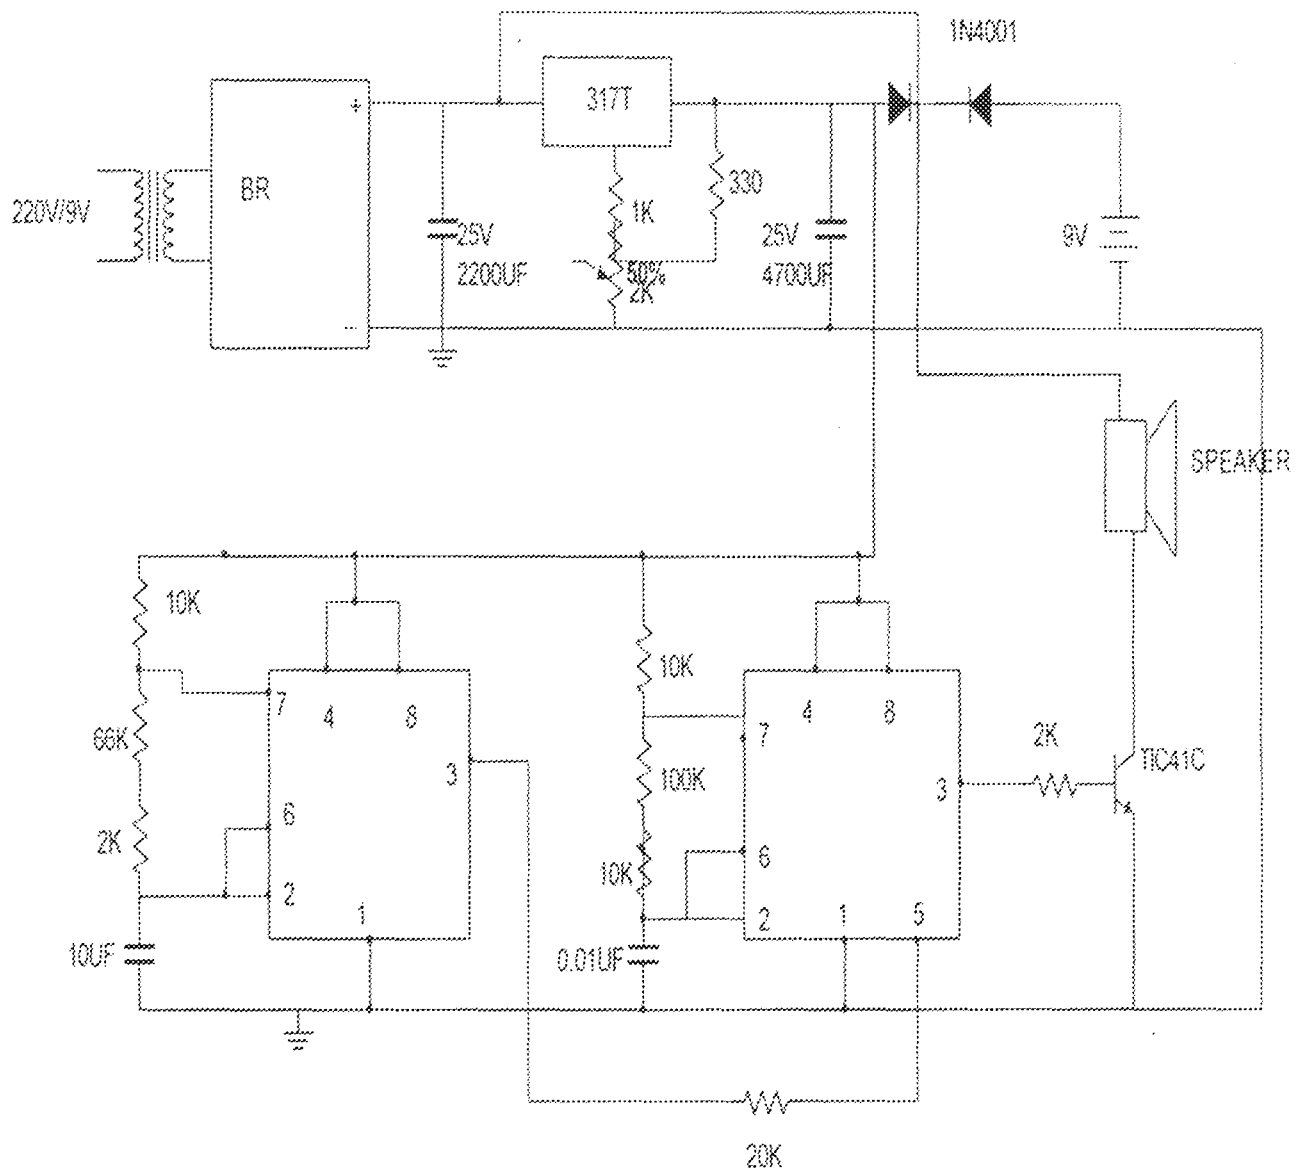 1N4001
317T
+
BR
220V/9V
1K
330
25V
2200UF
50%
2K
25V
4700UF
9V
-
SPEAKER
10K
7
4
8
66K
3
6
2K
2
1
10UF
10K
7
4
8
100K
3
2K
TIC41C
6
10K
2
1
5
0.01UF
20K